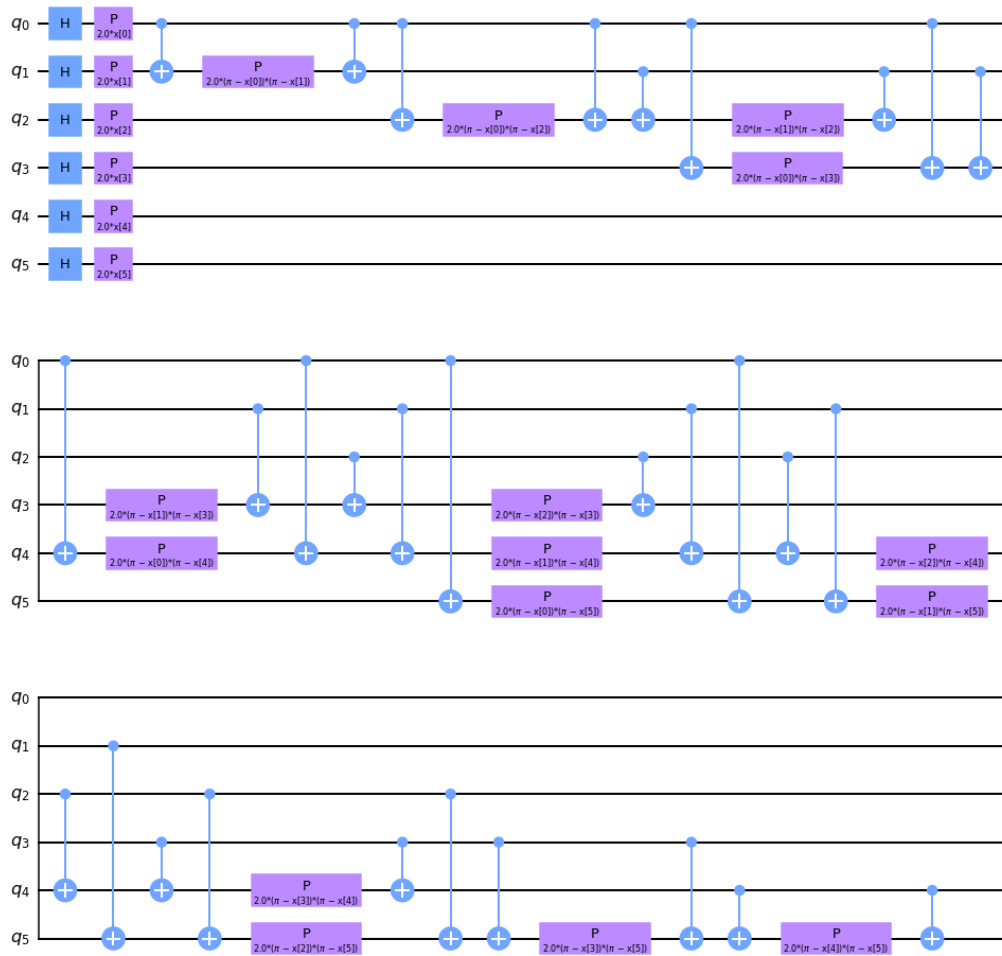 q0 H P 2.0*x[0]
q1 H P 2.0*x[1] P 2.0*(π − x[0])*(π − x[1])
q2 H P 2.0*x[2] P 2.0*(π − x[0])*(π − x[2]) P 2.0*(π − x[1])*(π − x[2])
q3 H P 2.0*x[3] P 2.0*(π − x[0])*(π − x[3])
q4 H P 2.0*x[4]
q5 H P 2.0*x[5]
q0
q1
q2
q3 P 2.0*(π − x[1])*(π − x[3]) P 2.0*(π − x[2])*(π − x[3])
q4 P 2.0*(π − x[0])*(π − x[4]) P 2.0*(π − x[1])*(π − x[4]) P 2.0*(π − x[2])*(π − x[4])
q5 P 2.0*(π − x[0])*(π − x[5]) P 2.0*(π − x[1])*(π − x[5])
q0
q1
q2
q3
q4 P 2.0*(π − x[3])*(π − x[4])
q5 P 2.0*(π − x[2])*(π − x[5]) P 2.0*(π − x[3])*(π − x[5]) P 2.0*(π − x[4])*(π − x[5])